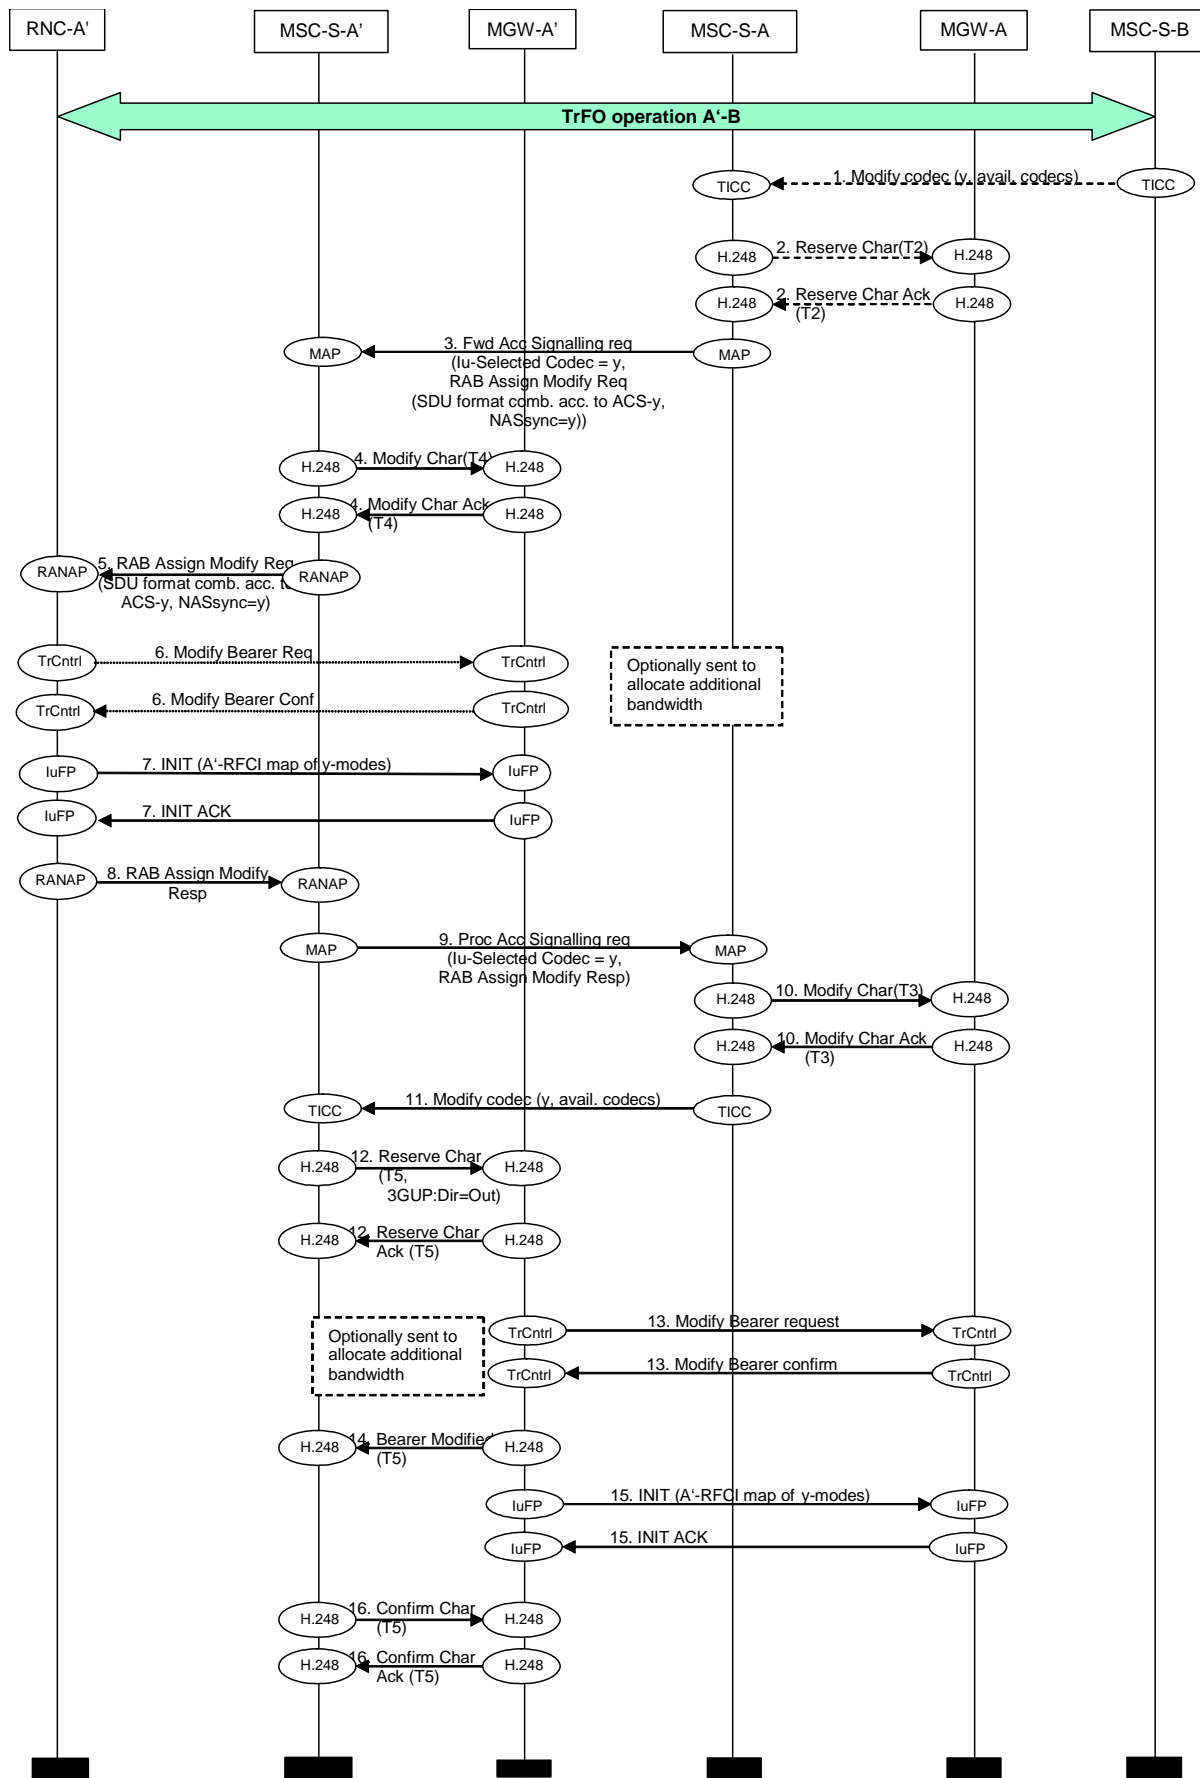 RNC-A'
MSC-S-A’
MGW-A’
MSC-S-A
MGW-A
MSC-S-B
TrFO operation A‘-B
TICC
1. Modify codec (y, avail. codecs)
TICC
H.248
2. Reserve Char(T2)
H.248
H.248
2. Reserve Char Ack
(T2)
H.248
MAP
3. Fwd Acc Signalling req
(Iu-Selected Codec = y,
RAB Assign Modify Req
(SDU format comb. acc. to ACS-y,
NASsync=y))
MAP
H.248
4. Modify Char(T4)
H.248
H.248
4. Modify Char Ack
(T4)
H.248
RANAP
5. RAB Assign Modify Req
(SDU format comb. acc. to
ACS-y, NASsync=y)
RANAP
TrCntrl
6. Modify Bearer Req
TrCntrl
TrCntrl
6. Modify Bearer Conf
TrCntrl
Optionally sent to
allocate additional
bandwidth
IuFP
7. INIT (A‘-RFCI map of y-modes)
IuFP
IuFP
7. INIT ACK
IuFP
RANAP
8. RAB Assign Modify
Resp
RANAP
MAP
9. Proc Acc Signalling req
(Iu-Selected Codec = y,
RAB Assign Modify Resp)
MAP
H.248
10. Modify Char(T3)
H.248
H.248
10. Modify Char Ack
(T3)
H.248
TICC
11. Modify codec (y, avail. codecs)
TICC
H.248
12. Reserve Char
(T5,
3GUP:Dir=Out)
H.248
H.248
12. Reserve Char
Ack (T5)
H.248
Optionally sent to
allocate additional
bandwidth
TrCntrl
13. Modify Bearer request
TrCntrl
TrCntrl
13. Modify Bearer confirm
TrCntrl
H.248
14. Bearer Modified
(T5)
H.248
IuFP
15. INIT (A‘-RFCI map of y-modes)
IuFP
IuFP
15. INIT ACK
IuFP
H.248
16. Confirm Char
(T5)
H.248
H.248
16. Confirm Char
Ack (T5)
H.248